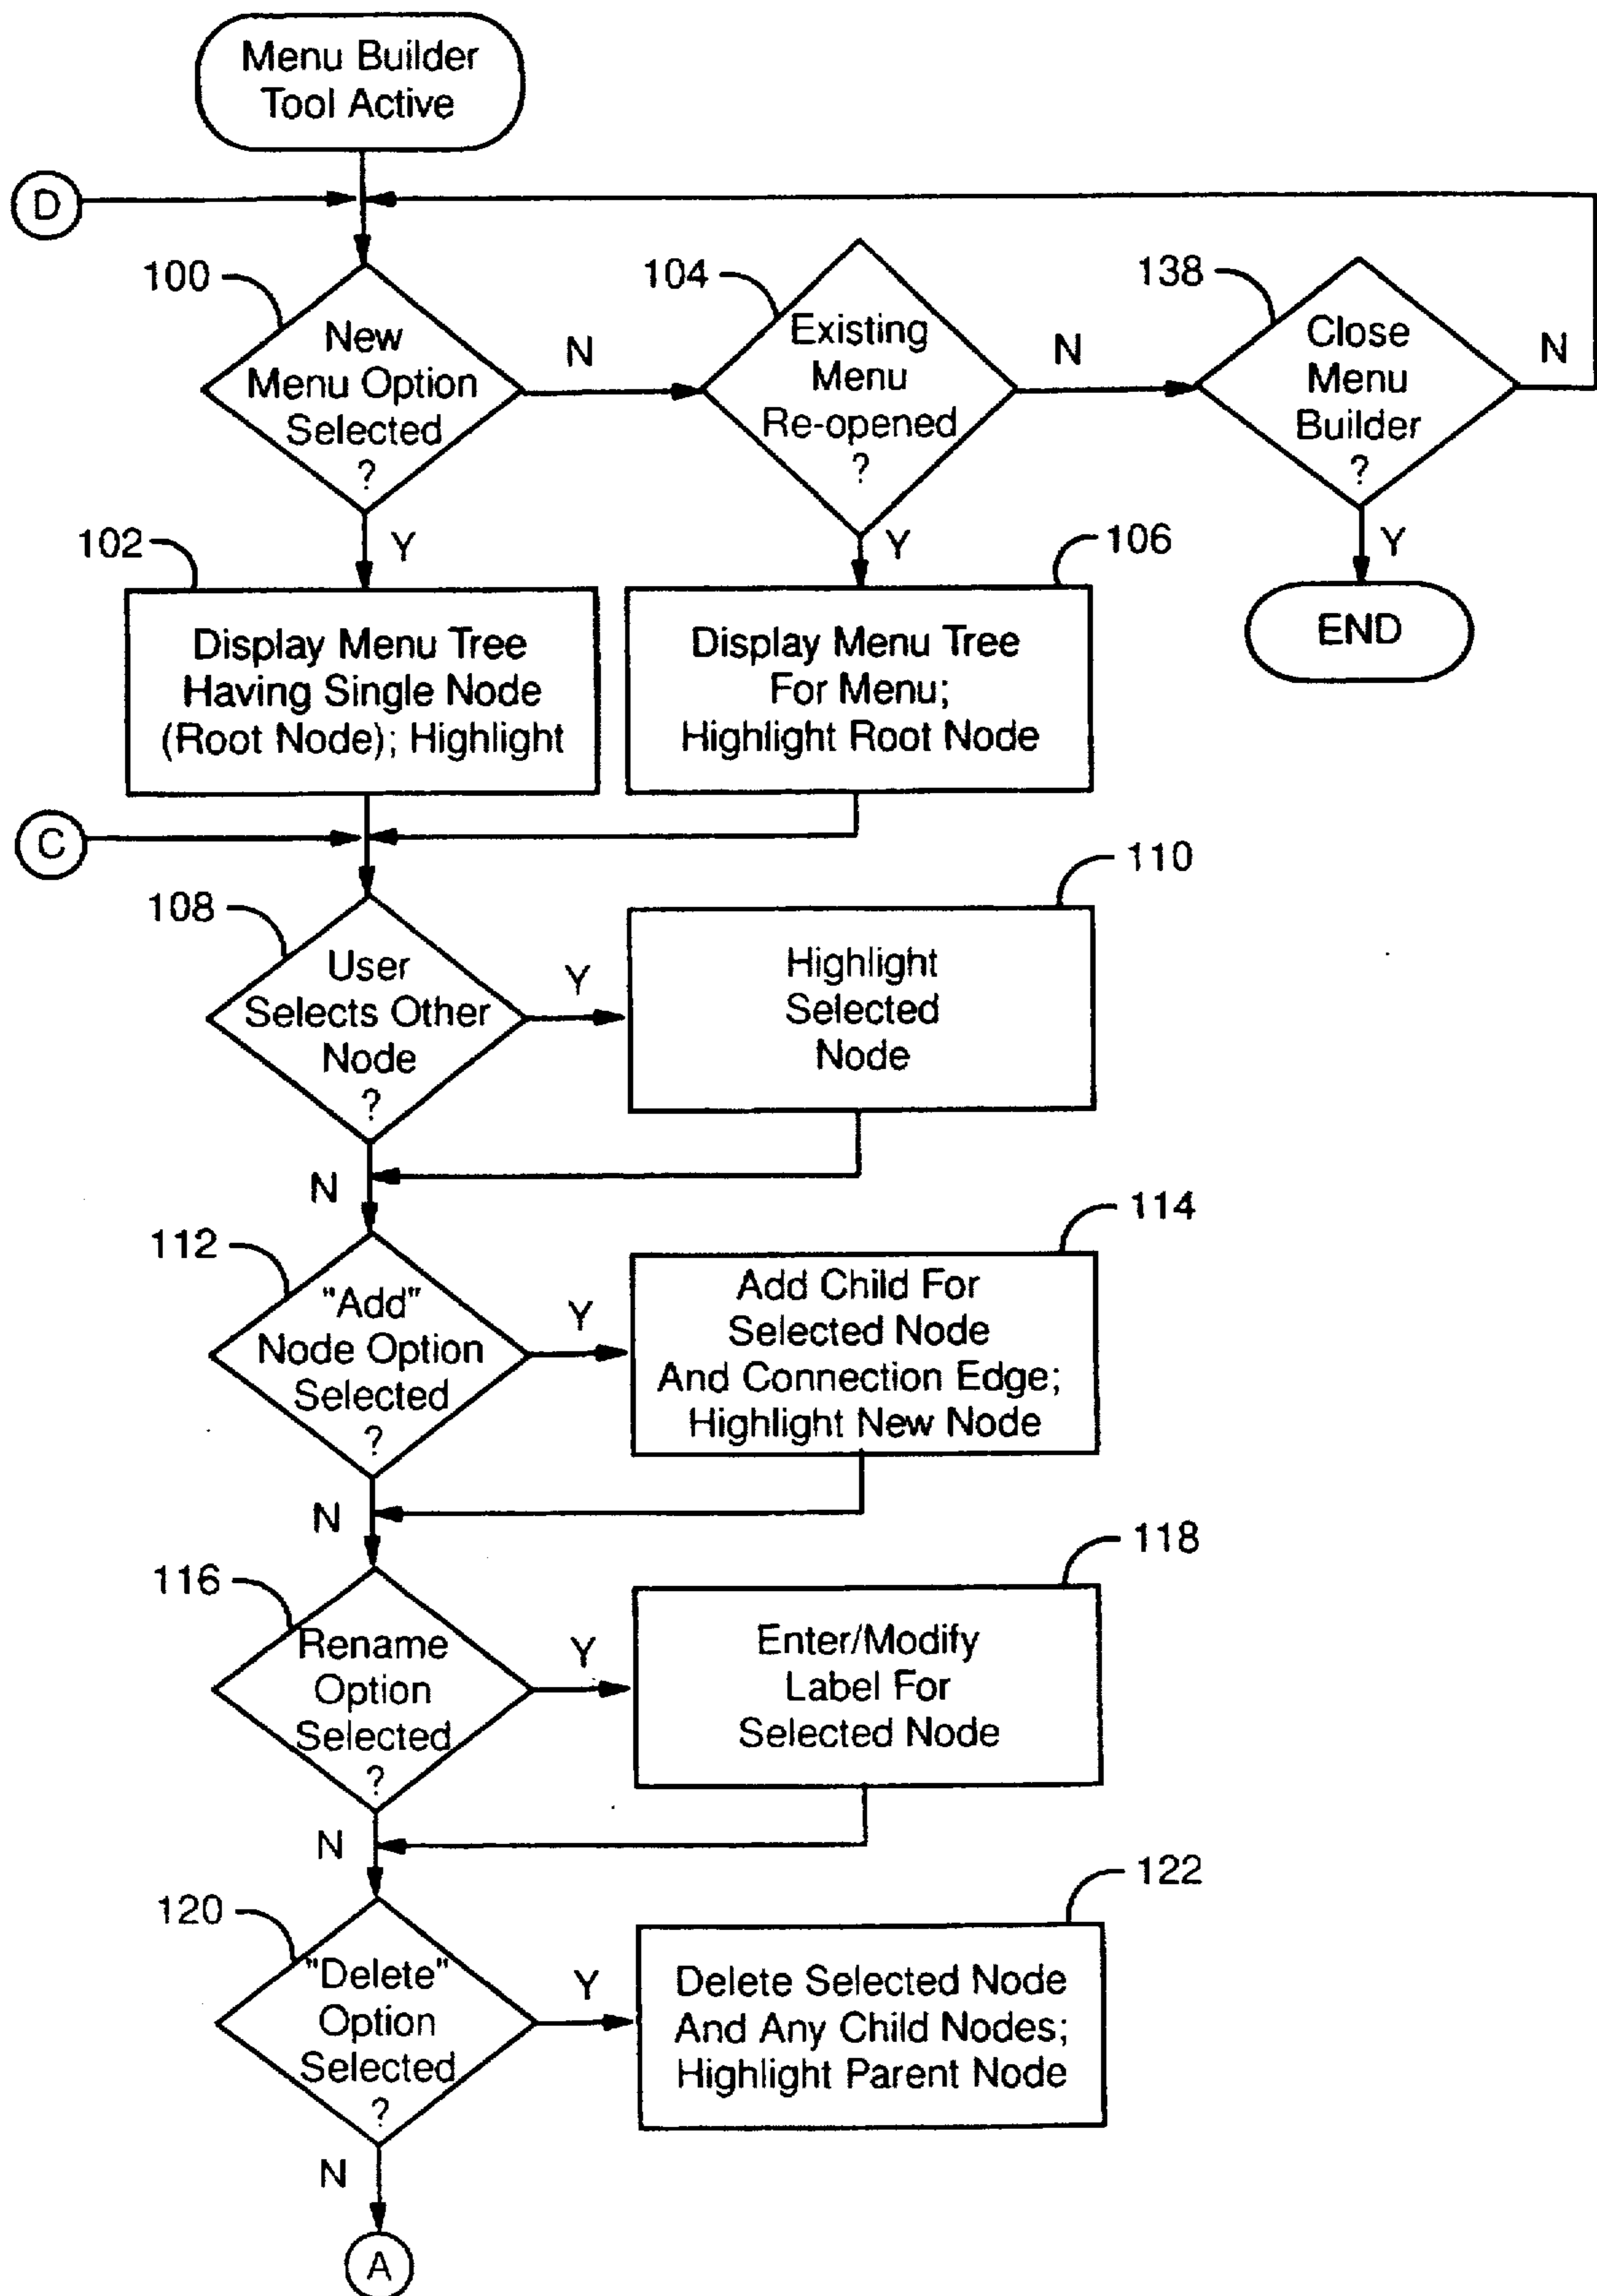 Menu Builder
Tool Active
D
100
New
Menu Option
Selected
?
N
Y
104
Existing
Menu
Re-opened
?
N
Y
138
Close
Menu
Builder
?
N
Y
END
102
Display Menu Tree
Having Single Node
(Root Node); Highlight
106
Display Menu Tree
For Menu;
Highlight Root Node
C
108
User
Selects Other
Node
?
Y
N
110
Highlight
Selected
Node
112
"Add"
Node Option
Selected
?
Y
N
114
Add Child For
Selected Node
And Connection Edge;
Highlight New Node
116
Rename
Option
Selected
?
Y
N
118
Enter/Modify
Label For
Selected Node
120
"Delete"
Option
Selected
?
Y
N
122
Delete Selected Node
And Any Child Nodes;
Highlight Parent Node
A